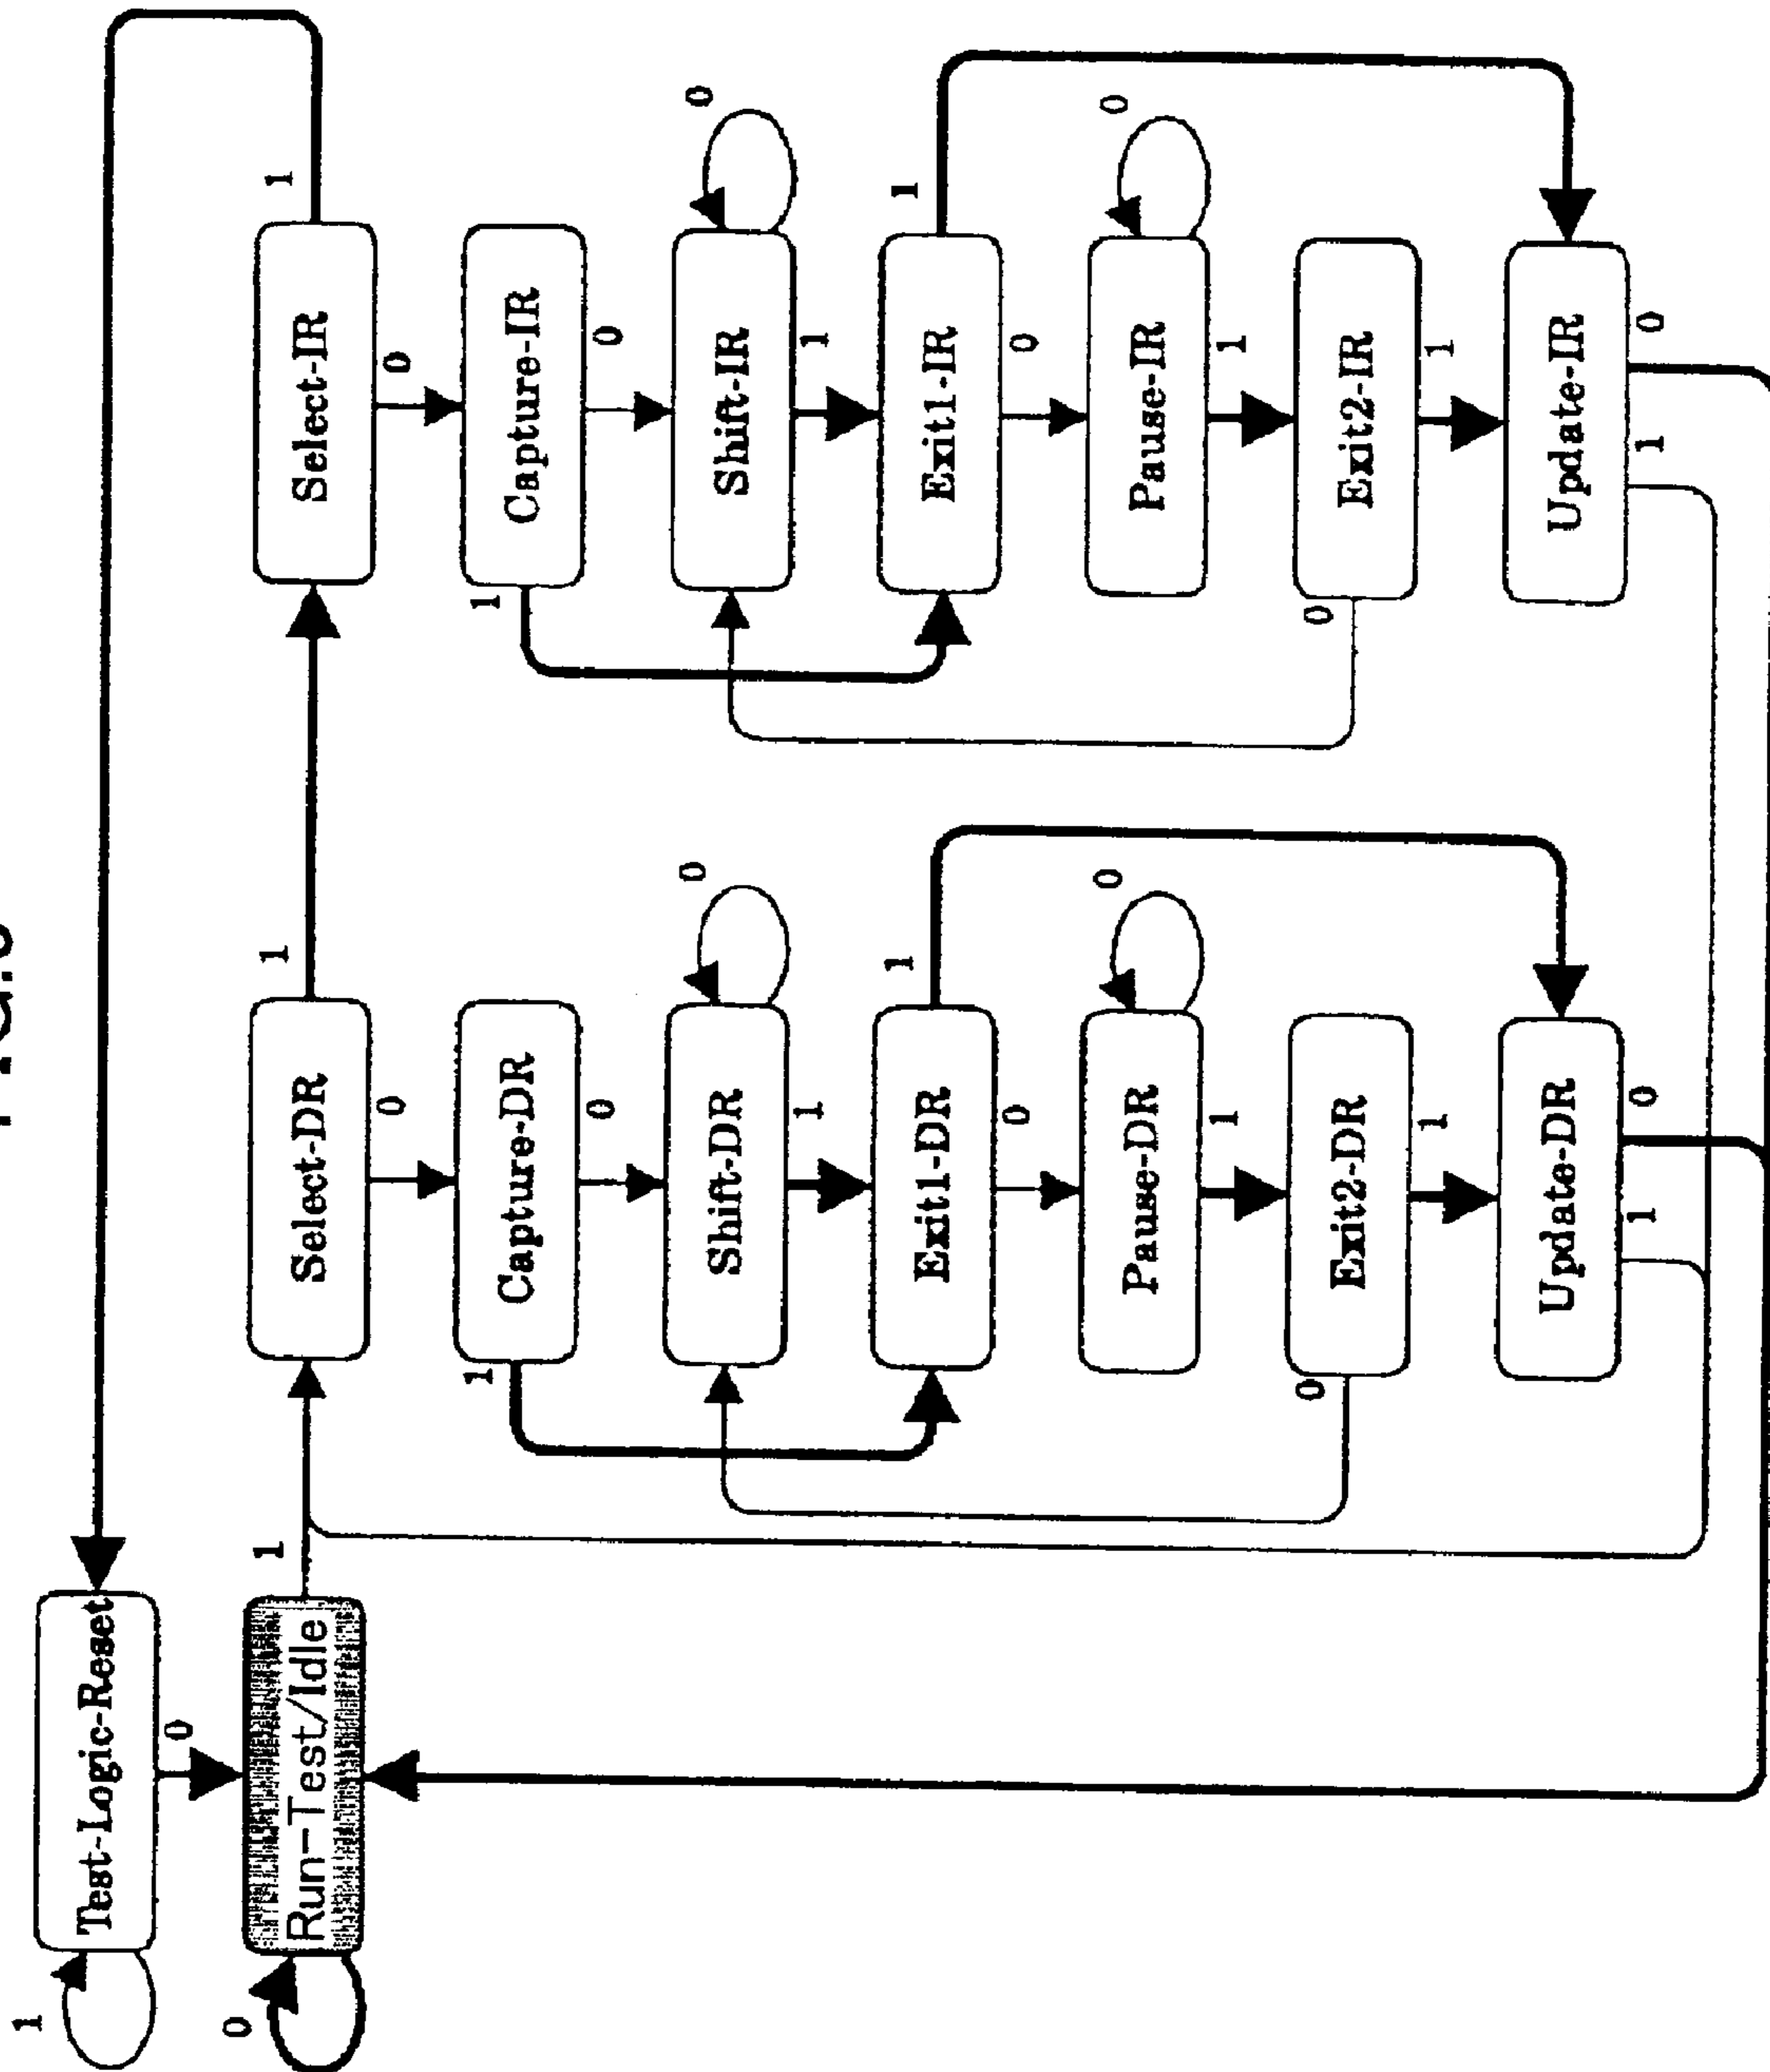 1
Test-Logic-Reset
0
0 1 1 1
Run-Test/Idle Select-DR Select-IR
0 0
1 1
Capture-DR Capture-IR
0 0
0 0
Shift-DR Shift-IR
1 1
1 1
Exit1-DR Exit1-IR
0 0
0 0
Pause-DR Pause-IR
1 1
0 0
Exit2-DR Exit2-IR
1 1
Update-DR Update-IR
1 0 1 0